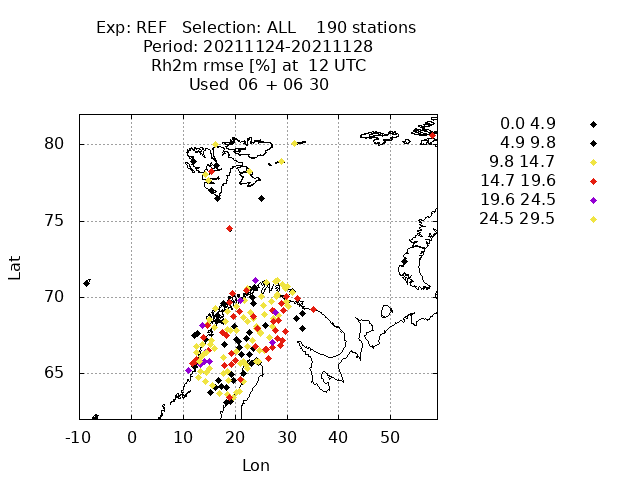 Exp: REF   Selection: ALL    190 stations
Period: 20211124-20211128
Rh2m rmse [%] at  12 UTC
Used  06 + 06 30
0.0 4.9
4.9 9.8
9.8 14.7
14.7 19.6
19.6 24.5
24.5 29.5
80
75
70
65
Lat
-10 0 10 20 30 40 50
Lon